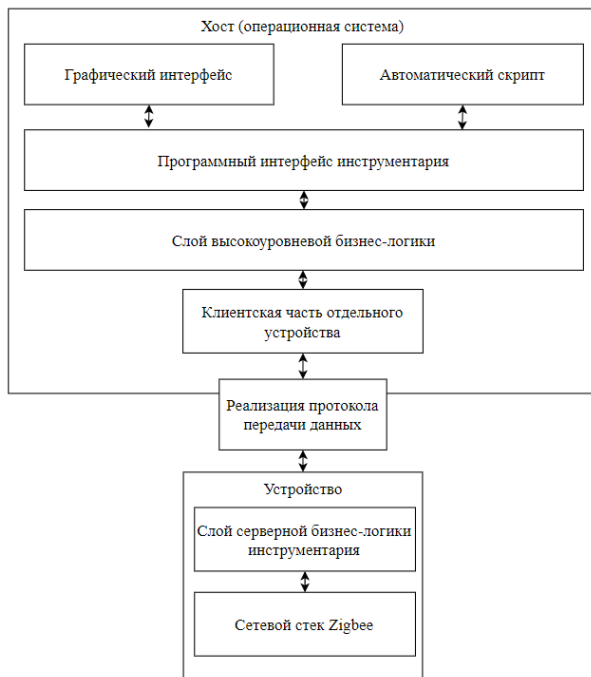 Хост (операционная система)
Графический интерфейс
Автоматический скрипт
Программный интерфейс инструментария
Слой высокоуровневой бизнес-логики
Клиентская часть отдельного
устройства
Реализация протокола
передачи данных
Устройство
Слой серверной бизнес-логики
инструментария
Сетевой стек Zigbee